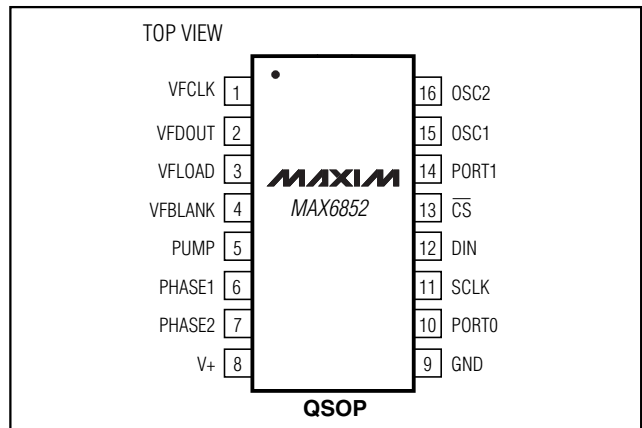 TOP VIEW
VFCLK 1 16 OSC2
VFDOUT 2 15 OSC1
VFLOAD 3 MAXIM 14 PORT1
VFBLANK 4 MAX6852 13 C̅S̅
PUMP 5 12 DIN
PHASE1 6 11 SCLK
PHASE2 7 10 PORT0
V+ 8 9 GND
QSOP